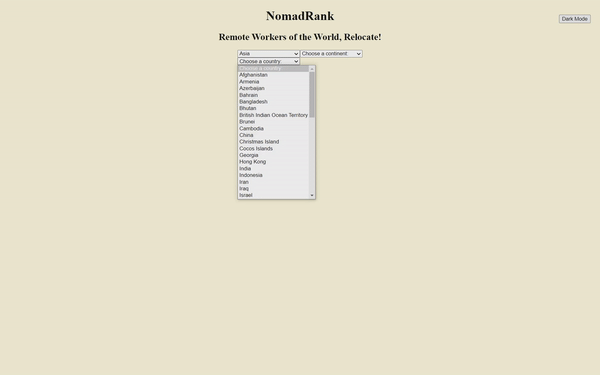 NomadRank
Dark Mode
Remote Workers of the World, Relocate!
Asia
Choose a continent:
Choose a country:
Choose a country:
Afghanistan
Armenia
Azerbaijan
Bahrain
Bangladesh
Bhutan
British Indian Ocean Territory
Brunei
Cambodia
China
Christmas Island
Cocos Islands
Georgia
Hong Kong
India
Indonesia
Iran
Iraq
Israel